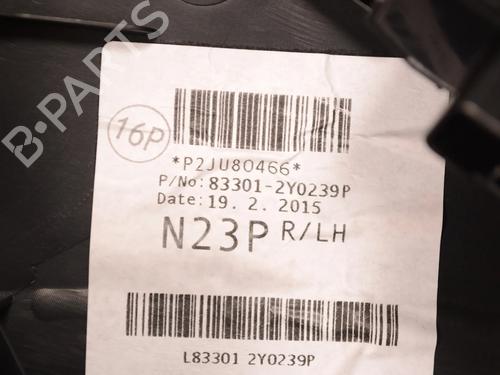 B-PARTS
16P
*P2JU80466*
P/No: 83301-2Y0239P
Date: 19. 2. 2015
N23P R/LH
L83301 2Y0239P